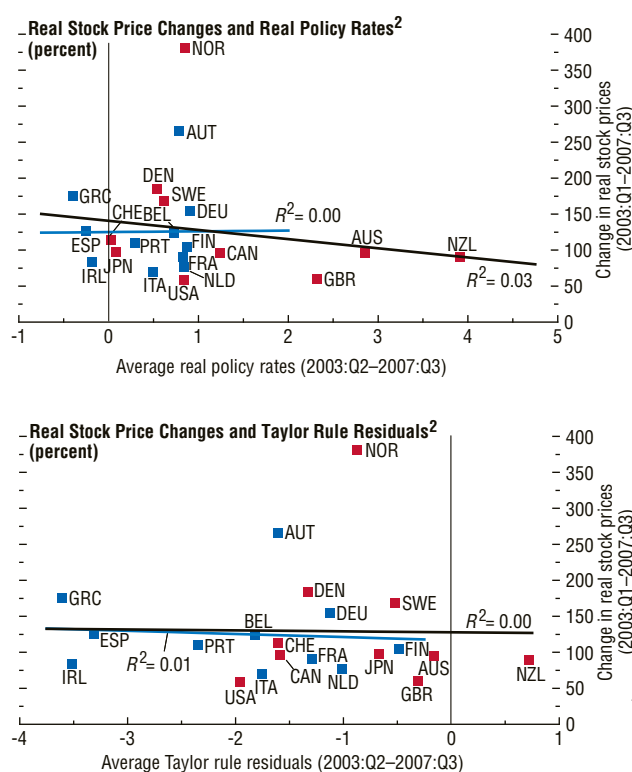 Real Stock Price Changes and Real Policy Rates²
(percent)
400
350
300
250
200
150
100
50
0
Change in real stock prices
(2003:Q1–2007:Q3)
NOR
AUT
DEN
GRC
SWE
CHE
BEL
DEU
R² = 0.00
ESP
PRT
FIN
CAN
AUS
NZL
JPN
FRA
IRL
ITA
NLD
GBR
R² = 0.03
USA
-1
0
1
2
3
4
5
Average real policy rates (2003:Q2–2007:Q3)
Real Stock Price Changes and Taylor Rule Residuals²
(percent)
400
350
300
250
200
150
100
50
0
Change in real stock prices
(2003:Q1–2007:Q3)
NOR
AUT
GRC
DEN
SWE
DEU
BEL
R² = 0.00
ESP
PRT
CHE
FIN
R² = 0.01
FRA
JPN
AUS
IRL
CAN
NZL
USA
ITA
NLD
GBR
-4
-3
-2
-1
0
1
Average Taylor rule residuals (2003:Q2–2007:Q3)